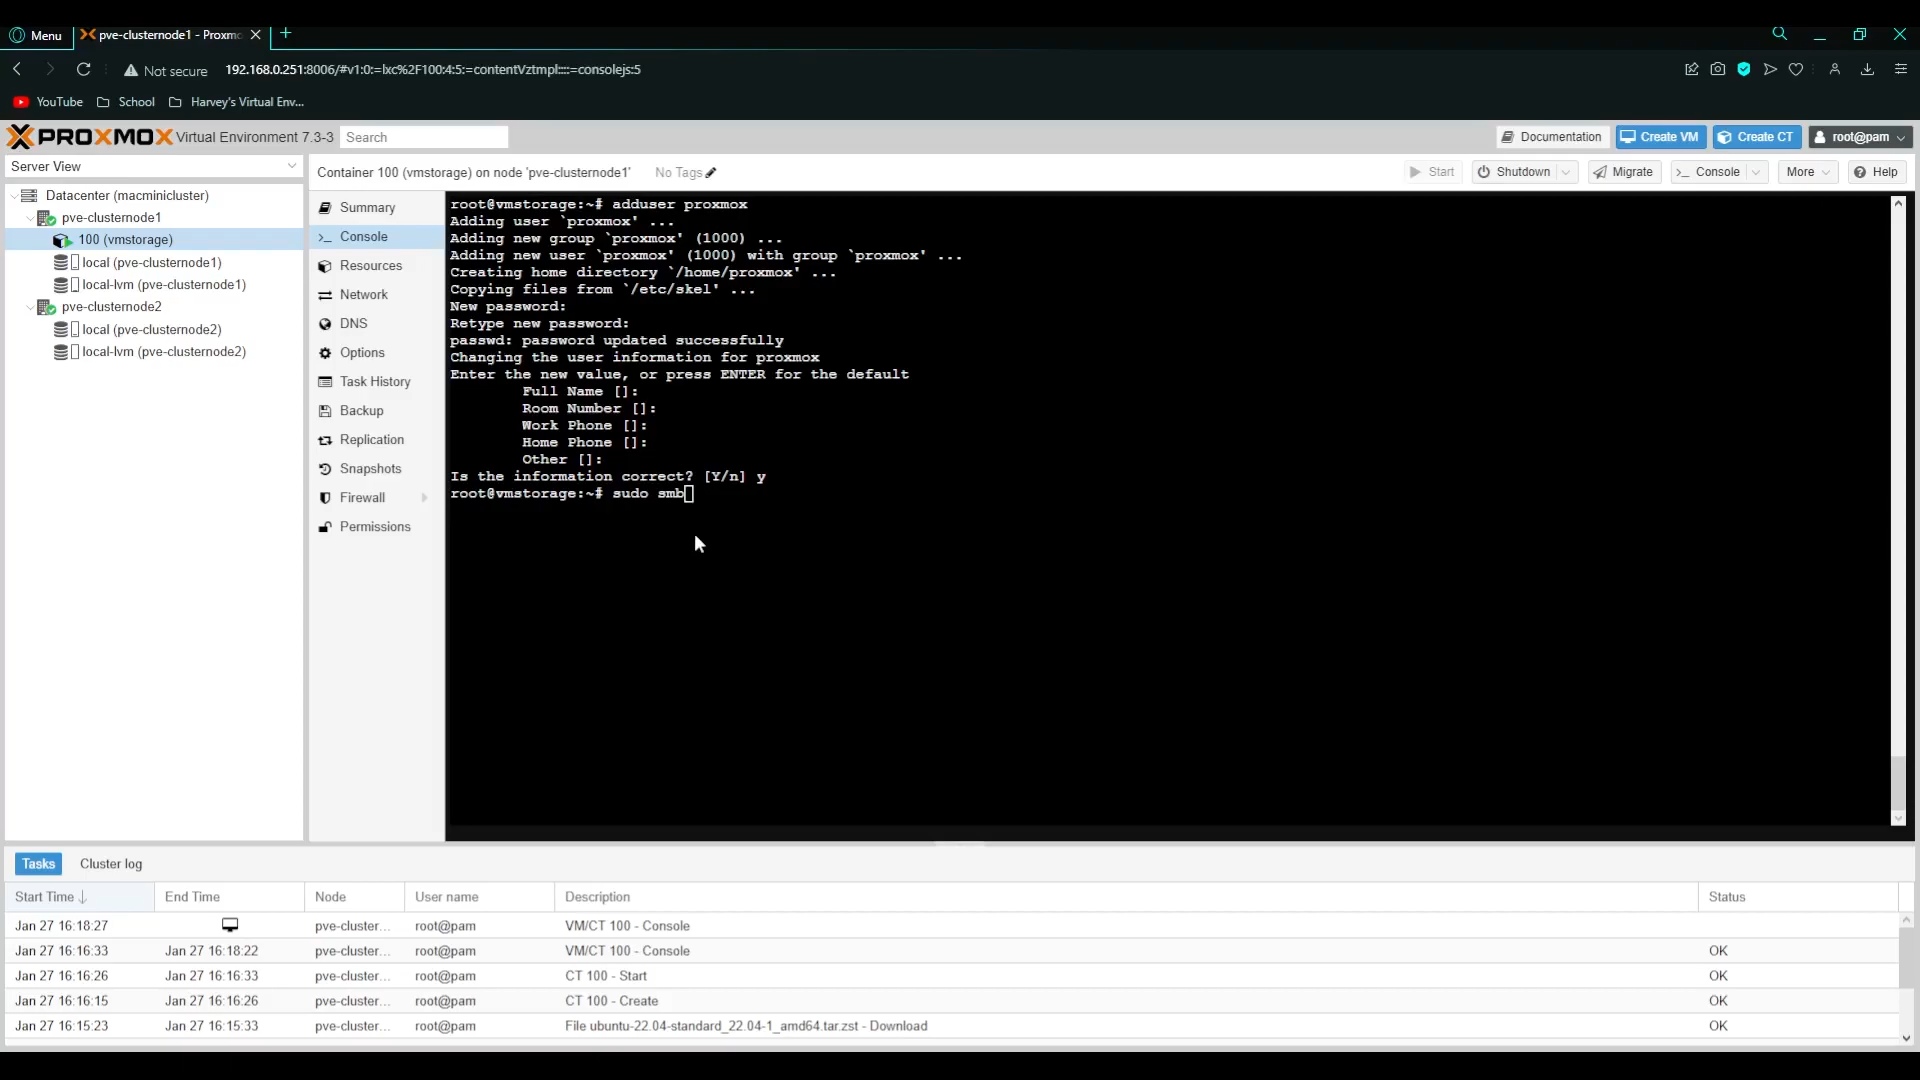 Menu
pve-clusternode1 - Proxmo
Not secure
192.168.0.251:8006/#v1:0:=lxc%2F100:4:5:=contentVztmpl::::=consolejs:5
YouTube
School
Harvey's Virtual Env...
PROXMOX Virtual Environment 7.3-3
Search
Documentation
Create VM
Create CT
root@pam
Server View
Container 100 (vmstorage) on node 'pve-clusternode1'
No Tags
Start
Shutdown
Migrate
>_ Console
More
Help
Datacenter (macminicluster)
pve-clusternode1
100 (vmstorage)
local (pve-clusternode1)
local-lvm (pve-clusternode1)
pve-clusternode2
local (pve-clusternode2)
local-lvm (pve-clusternode2)
Summary
>_ Console
Resources
Network
DNS
Options
Task History
Backup
Replication
Snapshots
Firewall
Permissions
root@vmstorage:~# adduser proxmox
Adding user `proxmox' ...
Adding new group `proxmox' (1000) ...
Adding new user `proxmox' (1000) with group `proxmox' ...
Creating home directory `/home/proxmox' ...
Copying files from `/etc/skel' ...
New password:
Retype new password:
passwd: password updated successfully
Changing the user information for proxmox
Enter the new value, or press ENTER for the default
Full Name []:
Room Number []:
Work Phone []:
Home Phone []:
Other []:
Is the information correct? [Y/n] y
root@vmstorage:~# sudo smb
Tasks
Cluster log
Start Time End Time Node User name Description Status
Jan 27 16:18:27 pve-cluster... root@pam VM/CT 100 - Console
Jan 27 16:16:33 Jan 27 16:18:22 pve-cluster... root@pam VM/CT 100 - Console OK
Jan 27 16:16:26 Jan 27 16:16:33 pve-cluster... root@pam CT 100 - Start OK
Jan 27 16:16:15 Jan 27 16:16:26 pve-cluster... root@pam CT 100 - Create OK
Jan 27 16:15:23 Jan 27 16:15:33 pve-cluster... root@pam File ubuntu-22.04-standard_22.04-1_amd64.tar.zst - Download OK